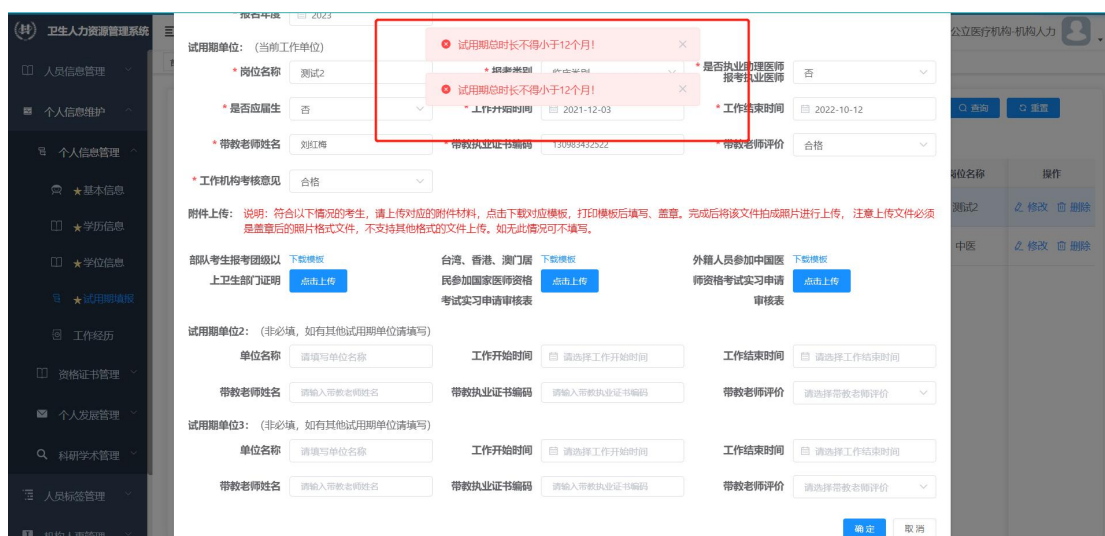 卫生人力资源管理系统
公立医疗机构-机构人力
人员信息管理
个人信息维护
个人信息管理
★基本信息
★学历信息
★学位信息
★试用期填报
工作经历
资格证书管理
个人发展管理
科研学术管理
人员标签管理
* 报名年度 2023
试用期单位：（当前工作单位）
试用期总时长不得小于12个月！
* 岗位名称 测试2 * 报考类别 临床类别 * 是否执业助理医师报考执业医师 否
试用期总时长不得小于12个月！
* 是否应届生 否 * 工作开始时间 2021-12-03 * 工作结束时间 2022-10-12
* 带教老师姓名 刘红梅 * 带教执业证书编码 130983432522 * 带教老师评价 合格
* 工作机构考核意见 合格
附件上传： 说明：符合以下情况的考生，请上传对应的附件材料，点击下载对应模板，打印模板后填写、盖章。完成后将该文件拍成照片进行上传， 注意上传文件必须
是盖章后的照片格式文件，不支持其他格式的文件上传。如无此情况可不填写。
部队考生报考团级以 下载模板 台湾、香港、澳门居 下载模板 外籍人员参加中国医 下载模板
上卫生部门证明 点击上传 民参加国家医师资格 点击上传 师资格考试实习申请 点击上传
考试实习申请审核表 审核表
试用期单位2：（非必填，如有其他试用期单位请填写）
单位名称 请填写单位名称 工作开始时间 请选择工作开始时间 工作结束时间 请选择工作结束时间
带教老师姓名 请输入带教老师姓名 带教执业证书编码 请输入带教执业证书编码 带教老师评价 请选择带教老师评价
试用期单位3：（非必填，如有其他试用期单位请填写）
单位名称 请填写单位名称 工作开始时间 请选择工作开始时间 工作结束时间 请选择工作结束时间
带教老师姓名 请输入带教老师姓名 带教执业证书编码 请输入带教执业证书编码 带教老师评价 请选择带教老师评价
确定 取消
查询 重置
岗位名称 操作
测试2 修改 删除
中医 修改 删除